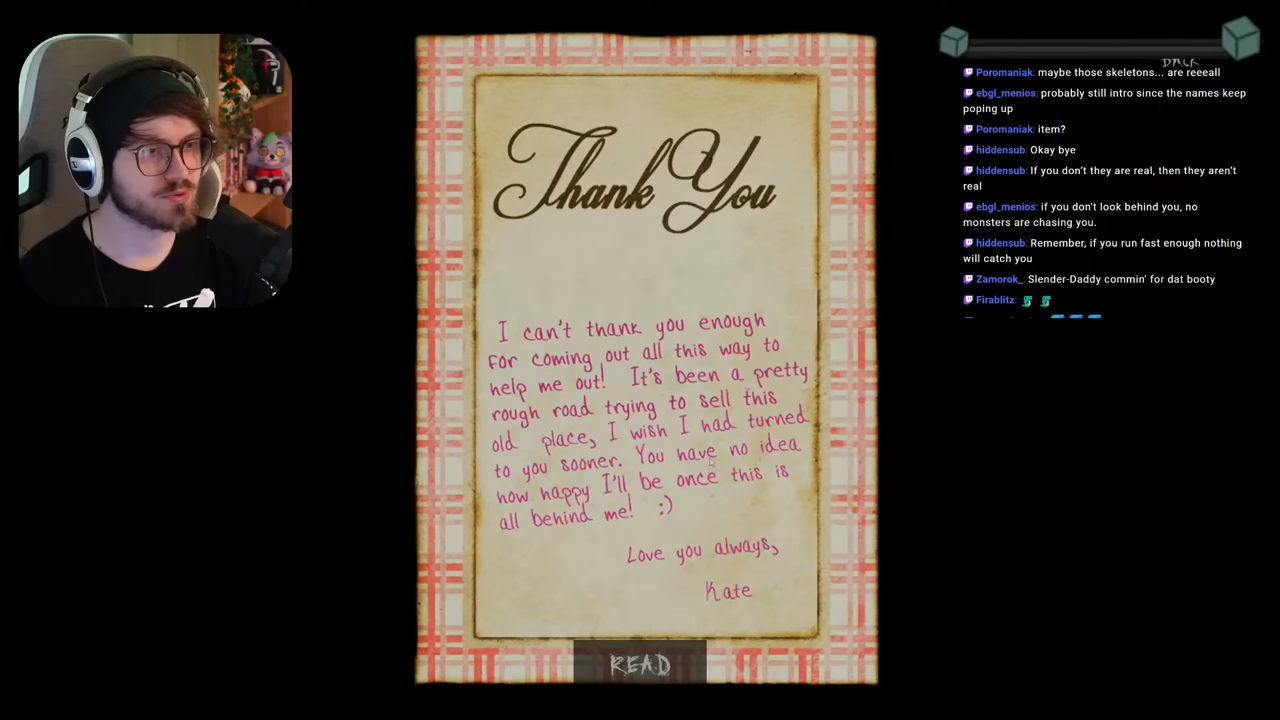 Thank You
I can't thank you enough
for coming out all this way to
help me out! It's been a pretty
rough road trying to sell this
old place, I wish I had turned
to you sooner. You have no idea
how happy I'll be once this is
all behind me! :)
Love you always,
Kate
READ
Poromaniak: maybe those skeletons... are reeeall
ebgl_menios: probably still intro since the names keep
poping up
Poromaniak: item?
hiddensub: Okay bye
hiddensub: If you don't they are real, then they aren't
real
ebgl_menios: if you don't look behind you, no
monsters are chasing you.
hiddensub: Remember, if you run fast enough nothing
will catch you
Zamorok_: Slender-Daddy commin' for dat booty
Firablitz: